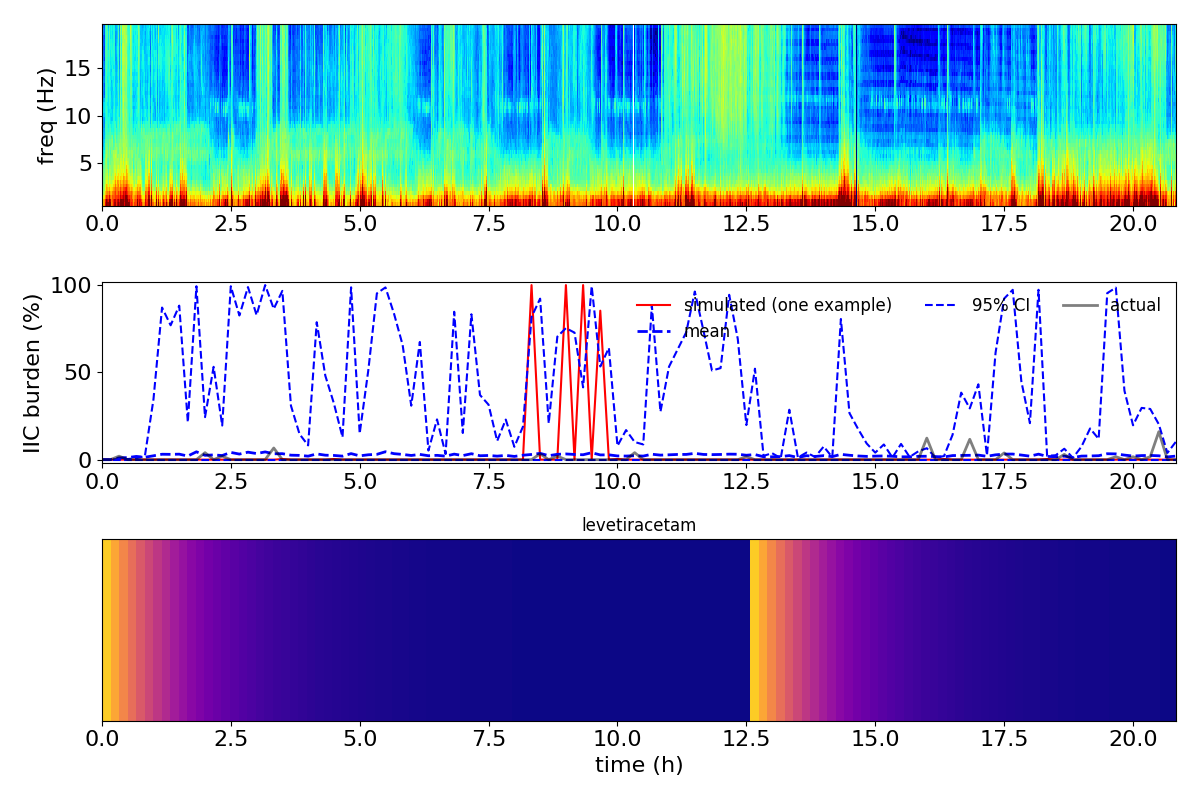 freq (Hz)
15
10
5
0.0 2.5 5.0 7.5 10.0 12.5 15.0 17.5 20.0
IIC burden (%)
100
50
0
simulated (one example) 95% CI actual
mean
0.0 2.5 5.0 7.5 10.0 12.5 15.0 17.5 20.0
levetiracetam
0.0 2.5 5.0 7.5 10.0 12.5 15.0 17.5 20.0
time (h)